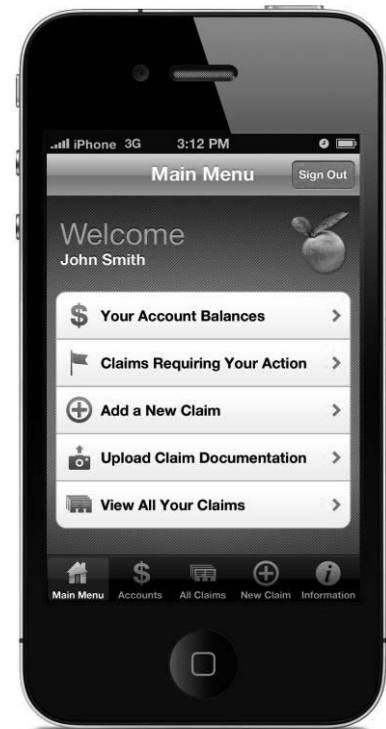 iPhone 3G 3:12 PM
Main Menu Sign Out
Welcome
John Smith
$ Your Account Balances >
Claims Requiring Your Action >
Add a New Claim >
Upload Claim Documentation >
View All Your Claims >
$
Main Menu Accounts All Claims New Claim Information